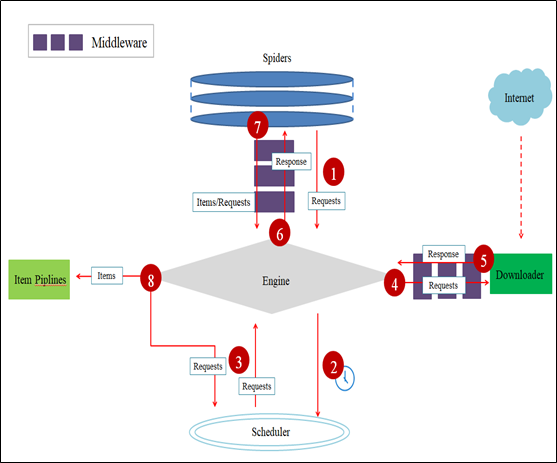 Middleware
Spiders
Internet
7
Response
1
Items/Requests
Requests
6
Response
5
Item Piplines
Items
8
Engine
4
Requests
Downloader
Requests
3
Requests
2
Scheduler